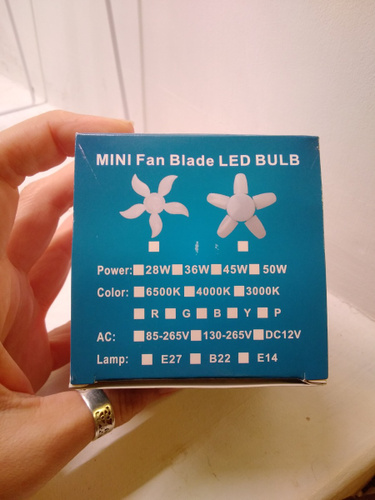 MINI Fan Blade LED BULB
Power: 28W 36W 45W 50W
Color: 6500K 4000K 3000K
R G B Y P
AC: 85-265V 130-265V DC12V
Lamp: E27 B22 E14